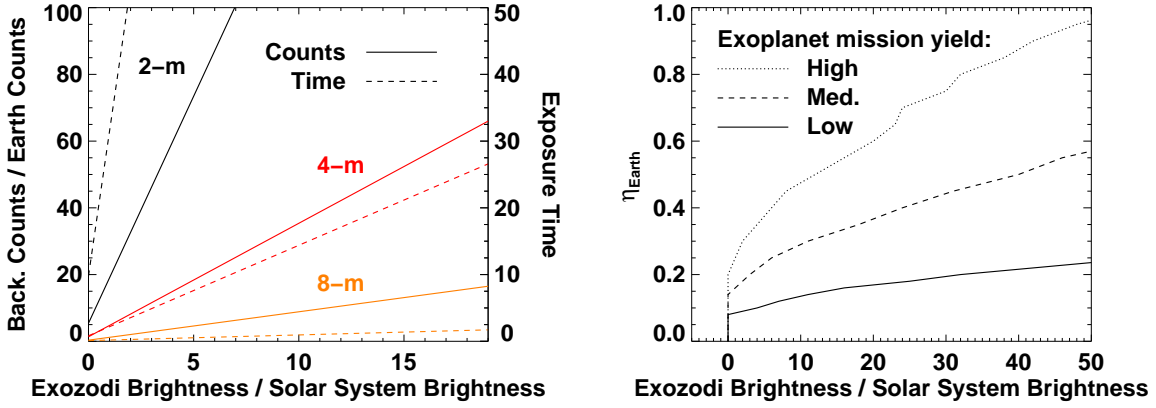 Back. Counts / Earth Counts
100
80
60
40
20
0
2−m
4−m
8−m
Counts
Time
50
40
30
20
10
0
Exposure Time
0
5
10
15
Exozodi Brightness / Solar System Brightness
ηEarth
1.0
0.8
0.6
0.4
0.2
0.0
Exoplanet mission yield:
High
Med.
Low
0
10
20
30
40
50
Exozodi Brightness / Solar System Brightness